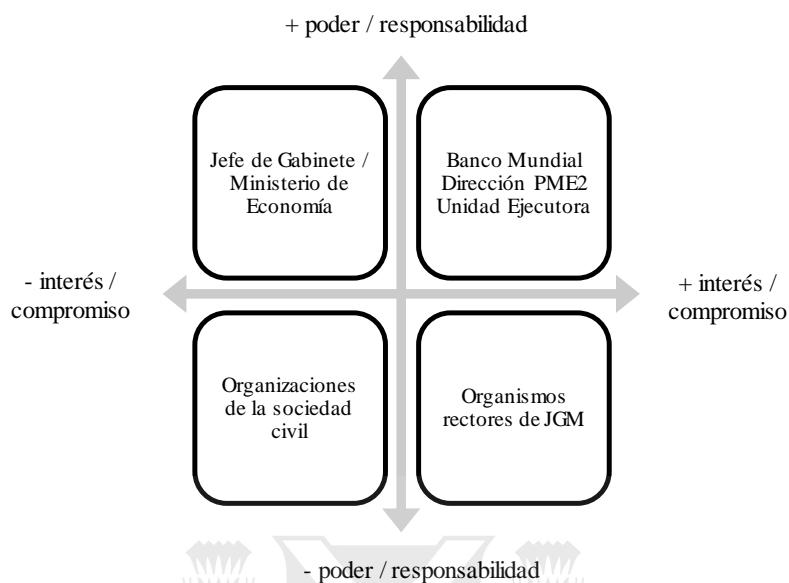 + poder / responsabilidad
Jefe de Gabinete /
Ministerio de
Economía
Banco Mundial
Dirección PME2
Unidad Ejecutora
- interés /
compromiso
+ interés /
compromiso
Organizaciones
de la sociedad
civil
Organismos
rectores de JGM
- poder / responsabilidad